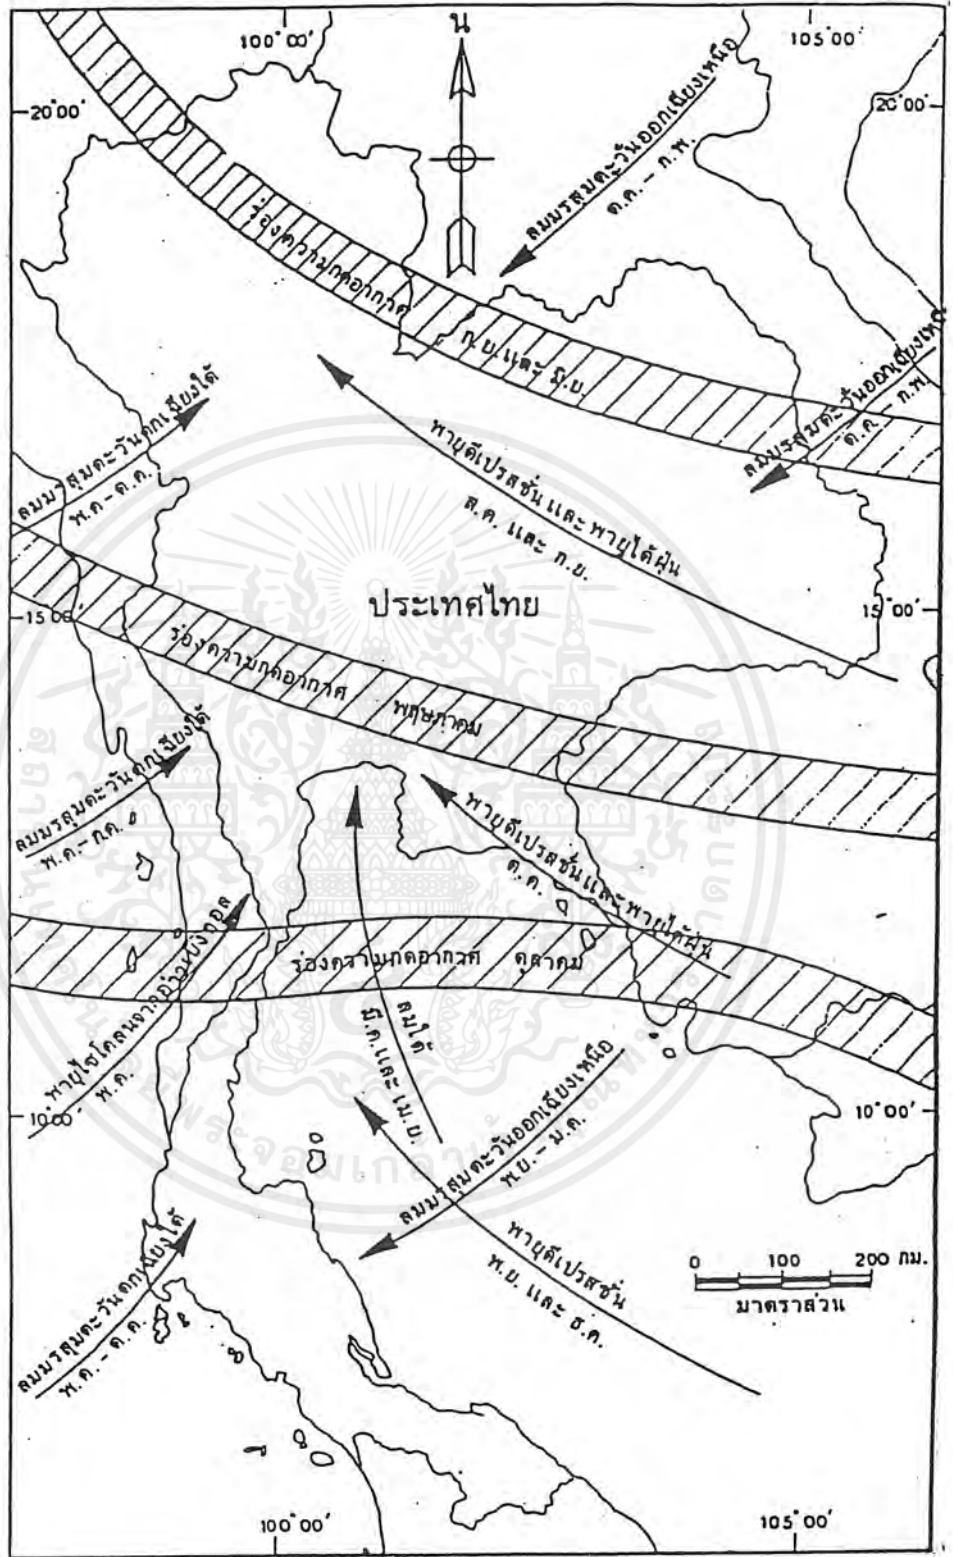 100°00'
น
105°00'
20°00'
20°00'
ลมมรสุมตะวันออกเฉียงเหนือ
ต.ค. - ก.พ.
ร่องความกดอากาศ ก.ย. และ มิ.ย.
ลมมรสุมตะวันออกเฉียงเหนือ
ต.ค. - ก.พ.
ลมมรสุมตะวันตกเฉียงใต้
พ.ค. - ต.ค.
พายุดีเปรสชั่น และ พายุไต้ฝุ่น
ส.ค. และ ก.ย.
ประเทศไทย
15°00'
15°00'
ร่องความกดอากาศ พฤษภาคม
ลมมรสุมตะวันตกเฉียงใต้
พ.ค. - ก.ค.
พายุดีเปรสชั่นและพายุไต้ฝุ่น
ต.ค.
พายุไซโคลนจากอ่าวเบงกอล
พ.ค.
ร่องความกดอากาศ ตุลาคม
ลมใต้
มี.ค. และ เม.ย.
ลมมรสุมตะวันออกเฉียงเหนือ
พ.ย. - ม.ค.
10°00'
10°00'
พายุดีเปรสชั่น
พ.ย. และ ธ.ค.
ลมมรสุมตะวันตกเฉียงใต้
พ.ค. - ต.ค.
0 100 200 กม.
มาตราส่วน
100°00'
105°00'